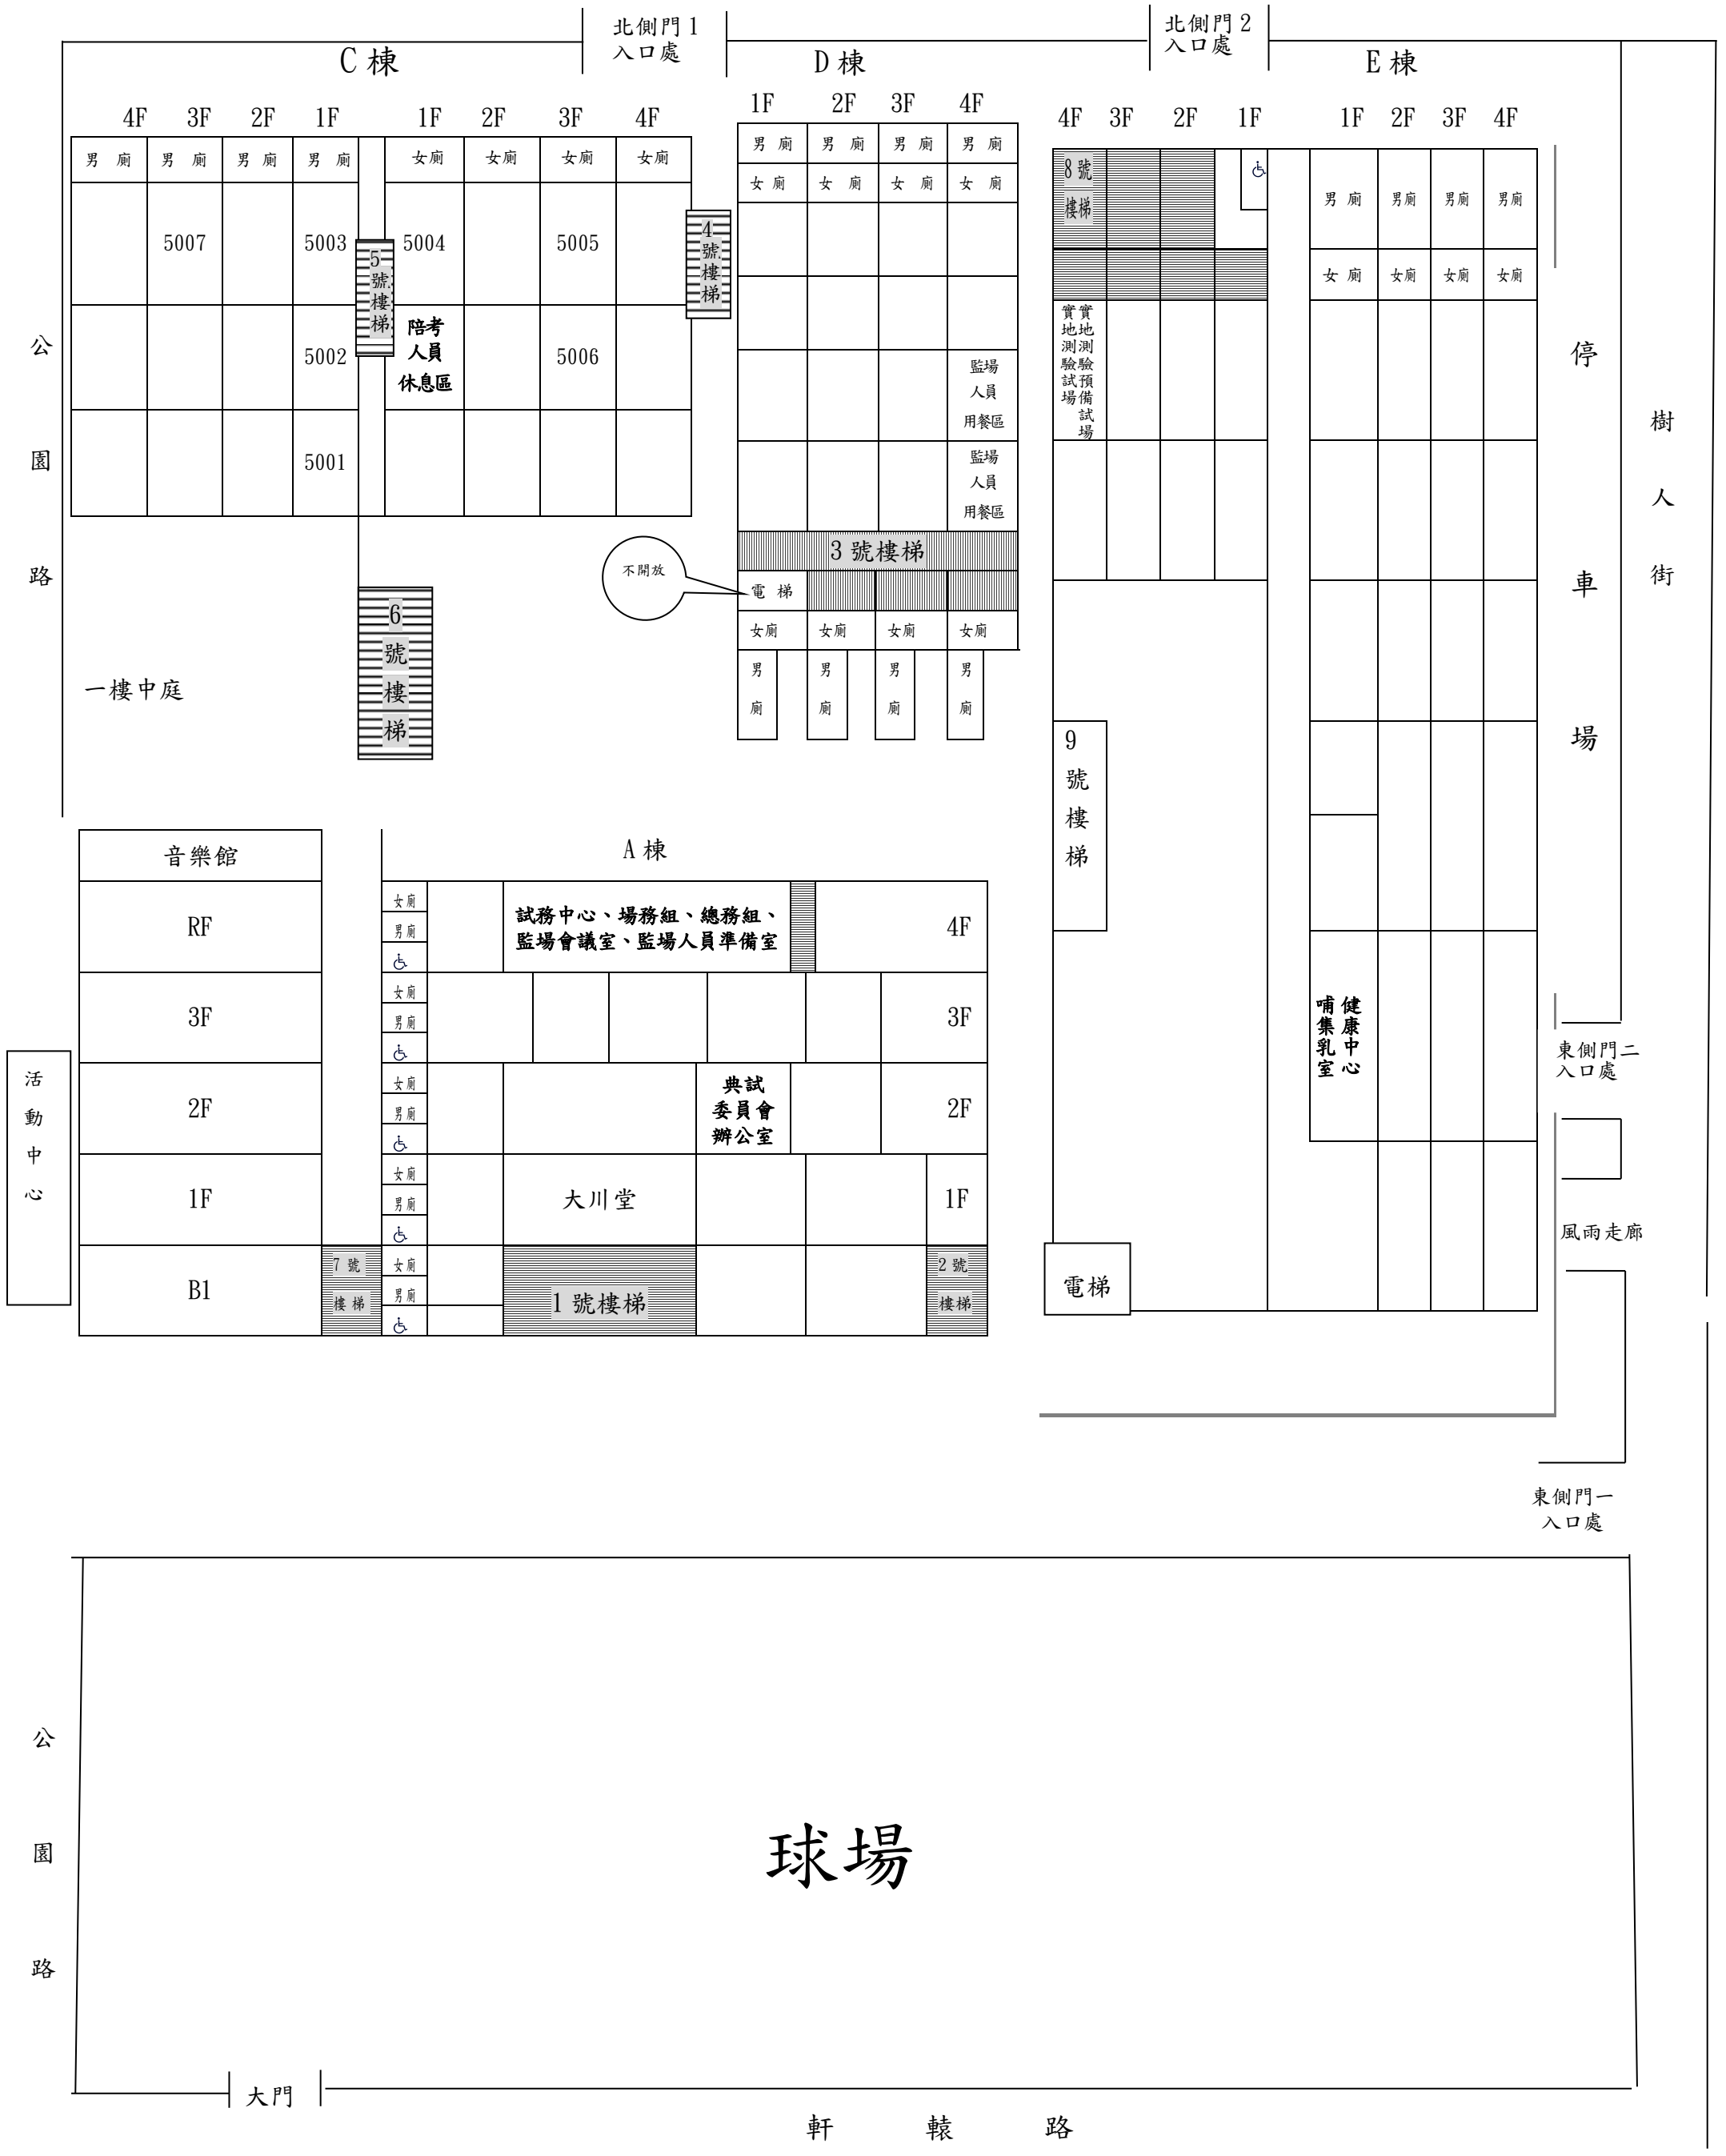 北側門1
入口處
北側門2
入口處
C 棟
D 棟
E 棟
4F 3F 2F 1F 1F 2F 3F 4F
1F 2F 3F 4F
4F 3F 2F 1F 1F 2F 3F 4F
男 廁 男 廁 男 廁 男 廁 女廁 女廁 女廁 女廁
5007 5003 5004 5005
5號樓梯
4號樓梯
5002
陪考
人員
休息區
5006
5001
男 廁 男 廁 男 廁 男 廁
女 廁 女 廁 女 廁 女 廁
監場
人員
用餐區
監場
人員
用餐區
3 號樓梯
不開放
電 梯
女廁 女廁 女廁 女廁
男廁 男廁 男廁 男廁
8 號
樓梯
男 廁 男廁 男廁 男廁
女 廁 女廁 女廁 女廁
實地測驗預備試場
實地測驗試場
9號樓梯
健康中心
哺集乳室
電梯
公園路
停車場
樹人街
6號樓梯
一樓中庭
音樂館
A 棟
RF
女廁
男廁
試務中心、場務組、總務組、
監場會議室、監場人員準備室
4F
3F
女廁
男廁
3F
2F
女廁
男廁
典試
委員會
辦公室
2F
1F
女廁
男廁
大川堂
1F
B1
7 號
樓梯
女廁
男廁
1 號樓梯
2 號
樓梯
活動中心
東側門二
入口處
風雨走廊
東側門一
入口處
公園路
球場
大門
軒轅路